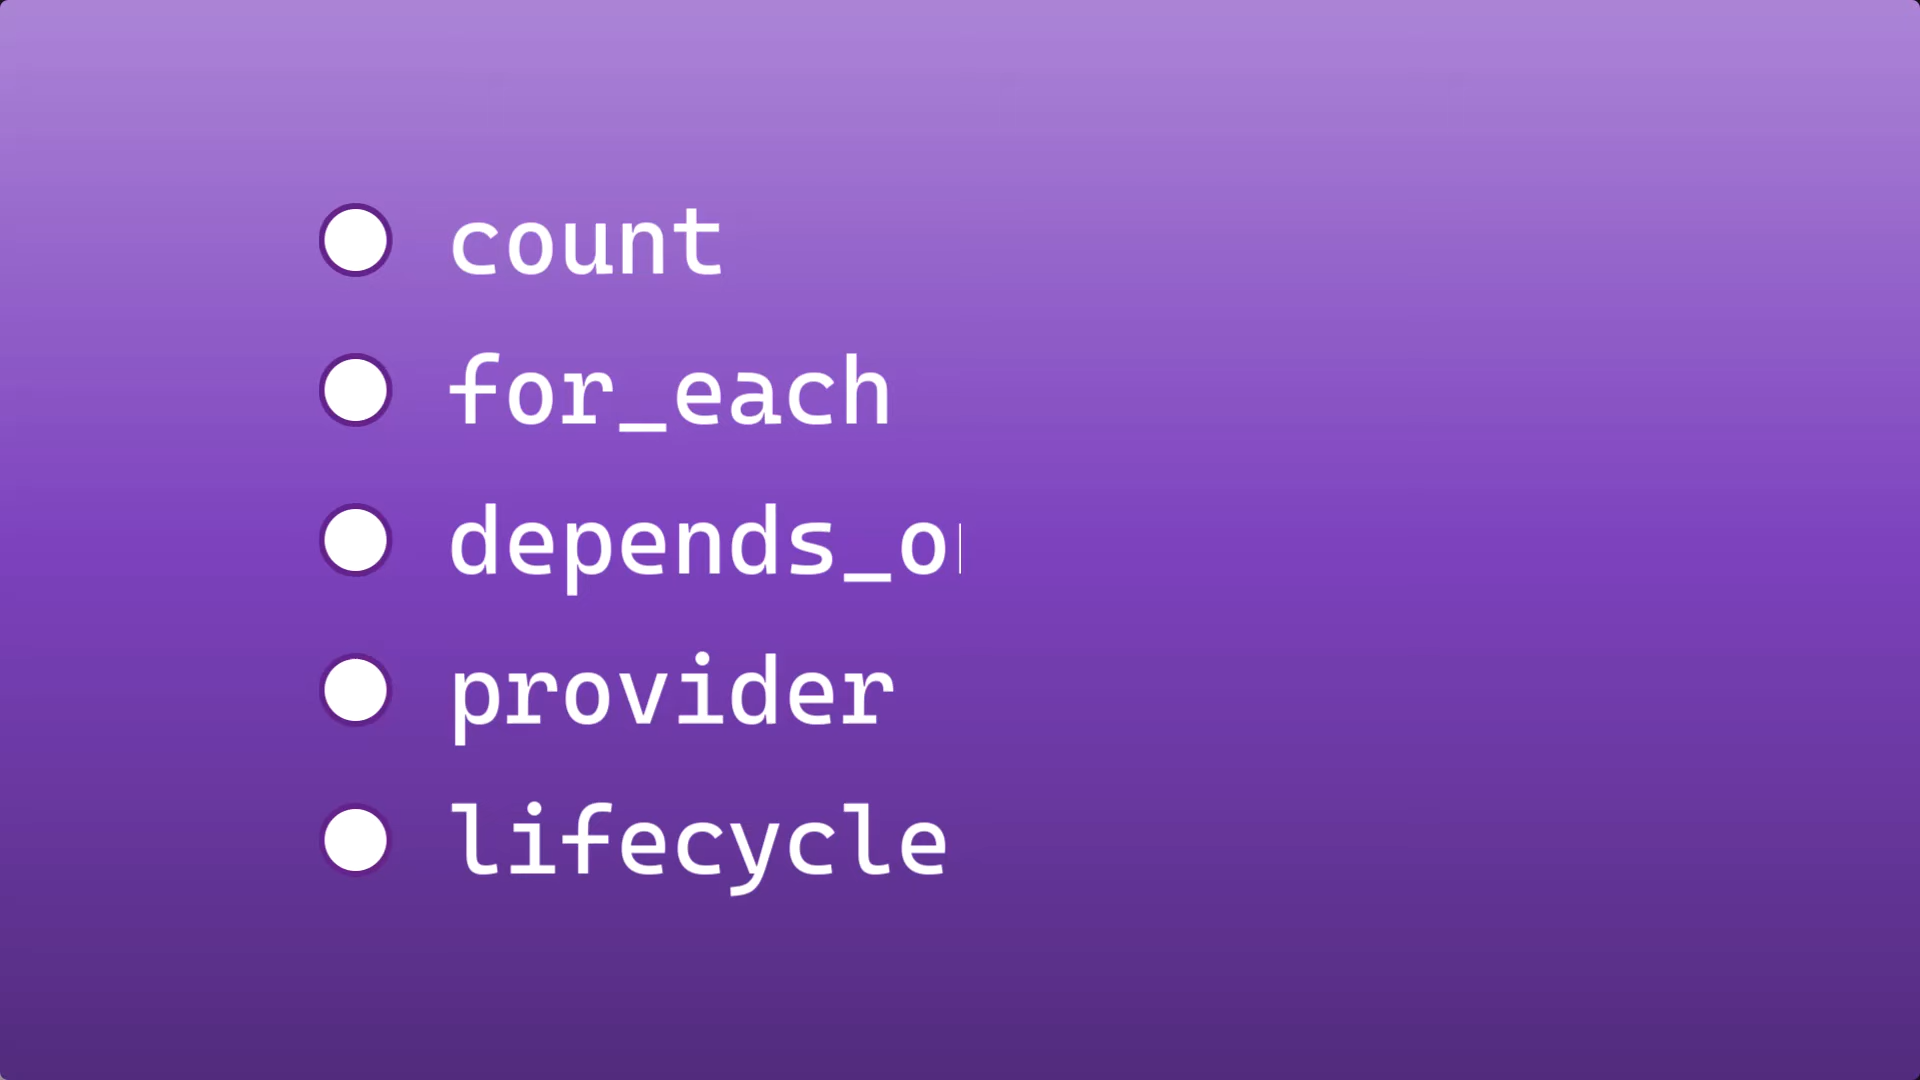 count
for_each
depends_o
provider
lifecycle